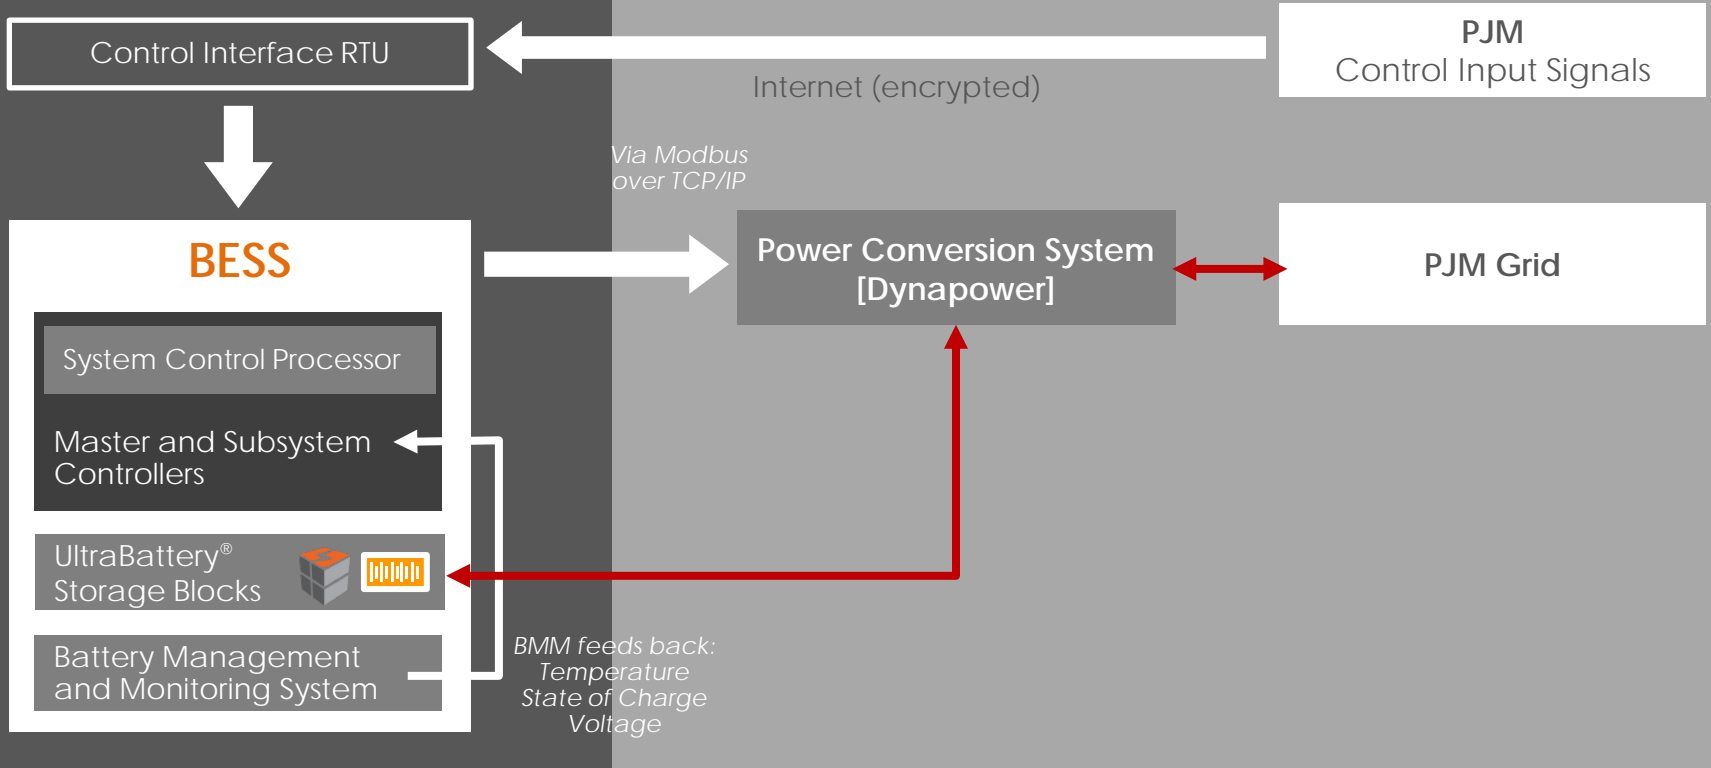 Control Interface RTU
PJM
Control Input Signals
Internet (encrypted)
Via Modbus
over TCP/IP
BESS
Power Conversion System
[Dynapower]
PJM Grid
System Control Processor
Master and Subsystem
Controllers
UltraBattery®
Storage Blocks
Battery Management
and Monitoring System
BMM feeds back:
Temperature
State of Charge
Voltage